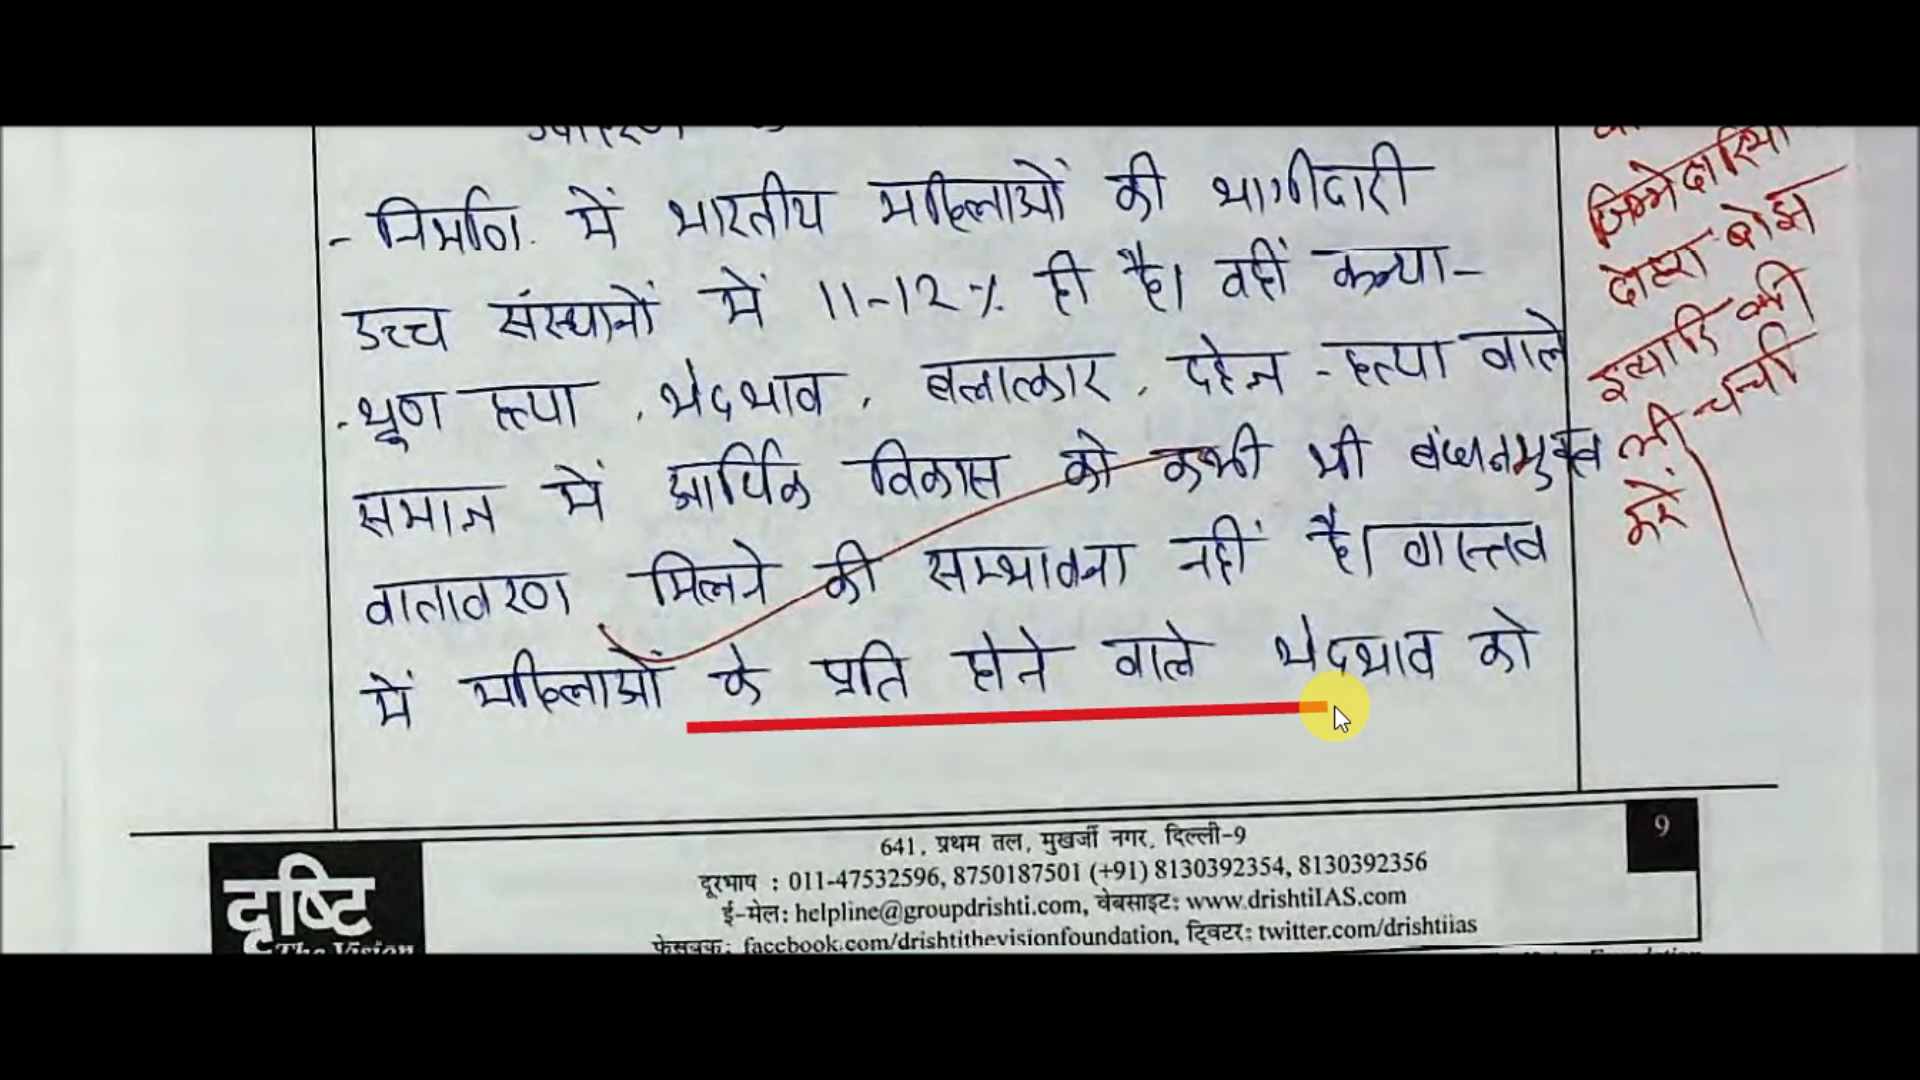 - निर्माण में भारतीय महिलाओं की भागीदारी
उच्च संस्थानों में 11-12% ही है। वहीं कन्या-
-भ्रूण हत्या, भेदभाव, बलात्कार, दहेज-हत्या वाले
समाज में आर्थिक विकास को कभी भी बंधनमुक्त
वातावरण मिलने की सम्भावना नहीं है। वास्तव
में महिलाओं के प्रति होने वाले भेदभाव को
जिम्मेदारियां
दोहरा बोझ
इत्यादि की
भी चर्चा
करें
9
641, प्रथम तल, मुखर्जी नगर, दिल्ली-9
दूरभाष : 011-47532596, 8750187501 (+91) 8130392354, 8130392356
ई-मेल: helpline@groupdrishti.com, वेबसाइट: www.drishtiIAS.com
फेसबुक: facebook.com/drishtithevisionfoundation, ट्विटर: twitter.com/drishtiias
दृष्टि
The Vision